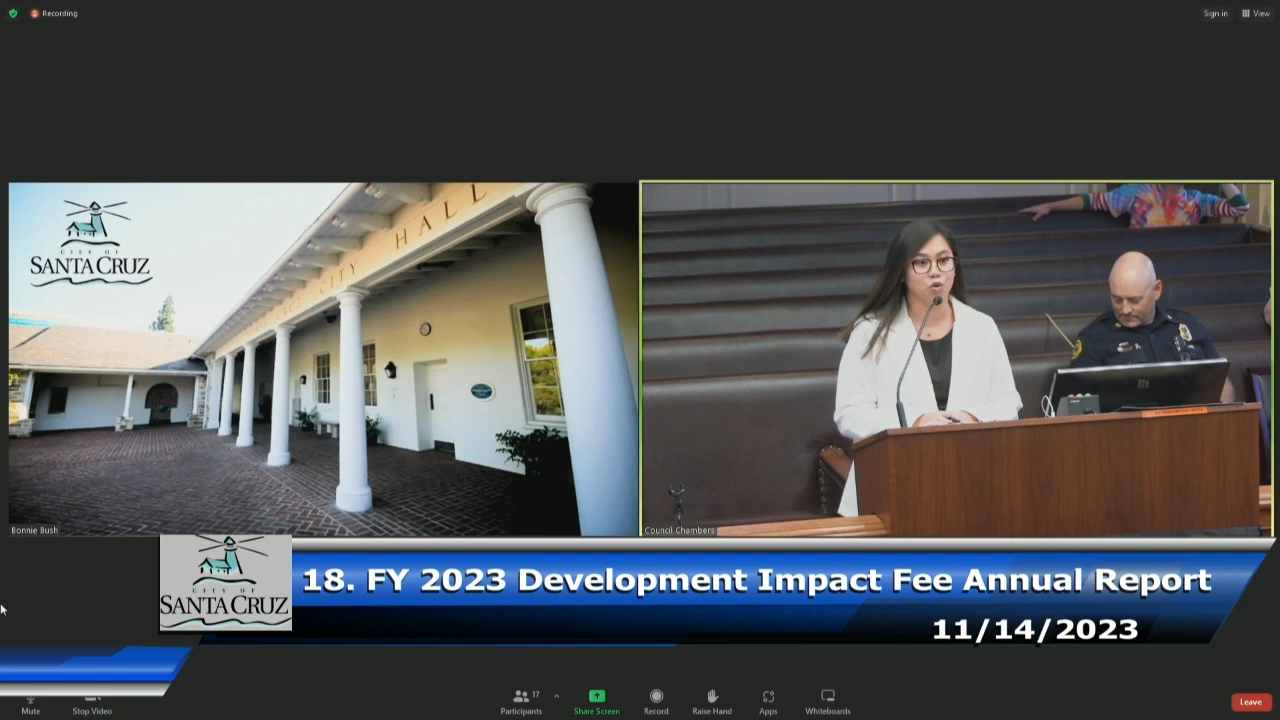 Recording
Sign in
View
CITY OF
SANTA CRUZ
CITY HALL
Bonnie Bush
Council Chambers
CITY OF
SANTA CRUZ
18. FY 2023 Development Impact Fee Annual Report
11/14/2023
Mute
Stop Video
Participants
17
Share Screen
Record
Raise Hand
Apps
Whiteboards
Leave